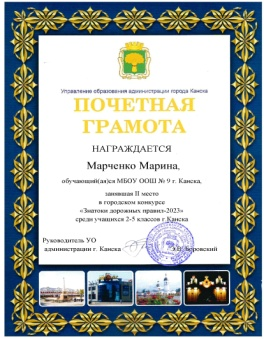 Управление образования администрации города Канска
ПОЧЕТНАЯ
ГРАМОТА
НАГРАЖДАЕТСЯ
Марченко Марина,
обучающий(ая)ся МБОУ ООШ № 9 г. Канска,
занявшая II место
в городском конкурсе
«Знатоки дорожных правил-2023»
среди учащихся 2-5 классов г Канска
Руководитель УО
администрации г. Канска
Боровский